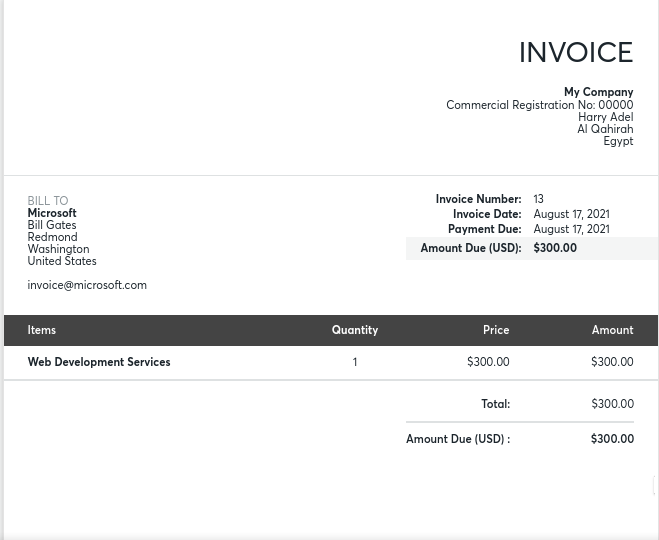 INVOICE
My Company
Commercial Registration No: 00000
Harry Adel
Al Qahirah
Egypt
BILL TO
Microsoft
Bill Gates
Redmond
Washington
United States
invoice@microsoft.com
Invoice Number: 13
Invoice Date: August 17, 2021
Payment Due: August 17, 2021
Amount Due (USD): $300.00
Items Quantity Price Amount
Web Development Services 1 $300.00 $300.00
Total: $300.00
Amount Due (USD) : $300.00